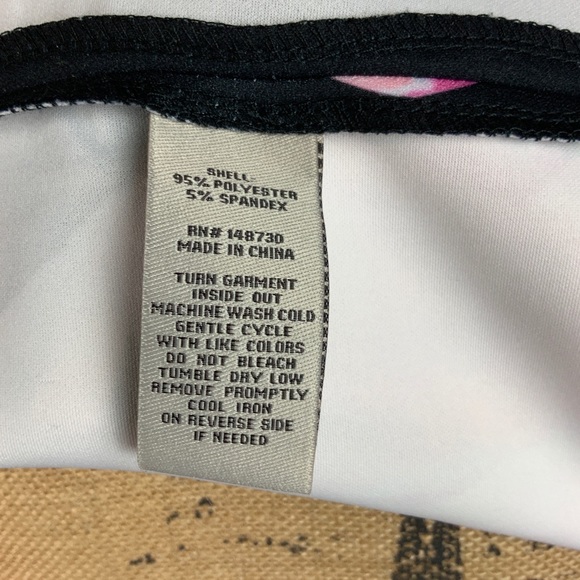 SHELL:
95% POLYESTER
5% SPANDEX
RN# 148730
MADE IN CHINA
TURN GARMENT
INSIDE OUT
MACHINE WASH COLD
GENTLE CYCLE
WITH LIKE COLORS
DO NOT BLEACH
TUMBLE DRY LOW
REMOVE PROMPTLY
COOL IRON
ON REVERSE SIDE
IF NEEDED